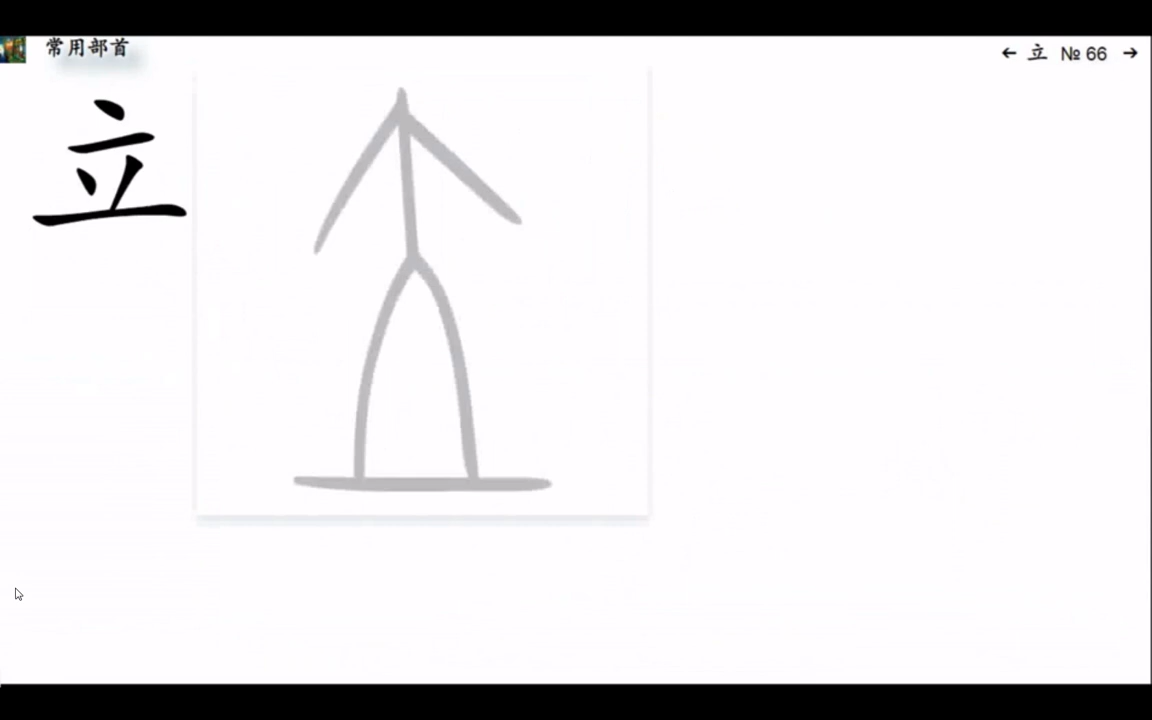 常用部首
← 立 № 66 →
立